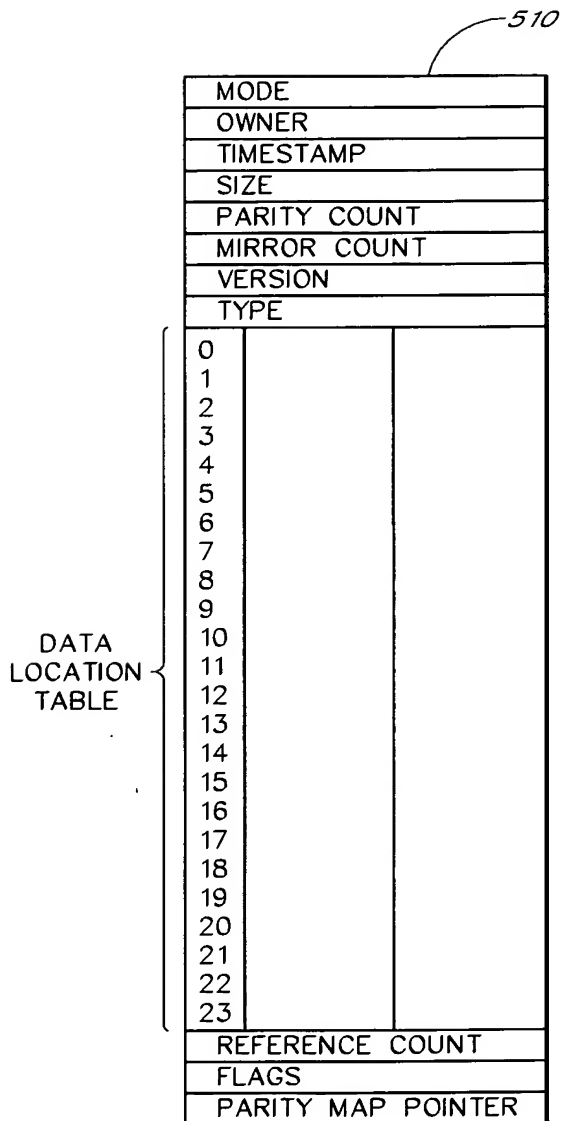 510
MODE
OWNER
TIMESTAMP
SIZE
PARITY COUNT
MIRROR COUNT
VERSION
TYPE
DATA
LOCATION
TABLE
0
1
2
3
4
5
6
7
8
9
10
11
12
13
14
15
16
17
18
19
20
21
22
23
REFERENCE COUNT
FLAGS
PARITY MAP POINTER